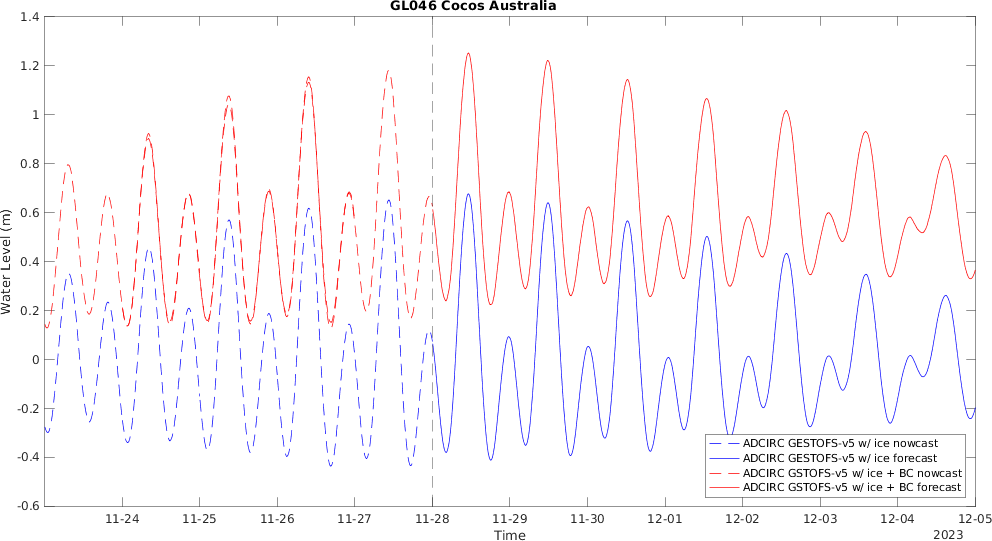 GL046 Cocos Australia
1.4
1.2
1
0.8
0.6
0.4
0.2
0
-0.2
-0.4
-0.6
Water Level (m)
ADCIRC GESTOFS-v5 w/ ice nowcast
ADCIRC GESTOFS-v5 w/ ice forecast
ADCIRC GSTOFS-v5 w/ ice + BC nowcast
ADCIRC GSTOFS-v5 w/ ice + BC forecast
11-24 11-25 11-26 11-27 11-28 11-29 11-30 12-01 12-02 12-03 12-04 12-05
Time
2023